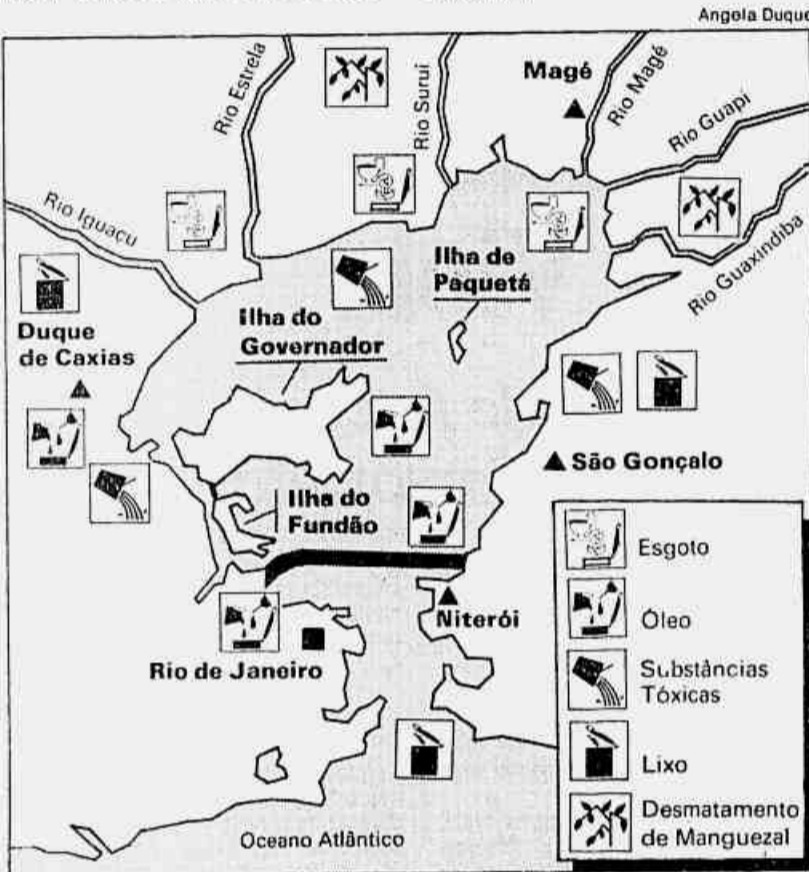 Angela Duque
Rio Estrela
Rio Suruí
Magé
Rio Magé
Rio Guapi
Rio Iguaçu
Rio Guaxindiba
Ilha de
Paquetá
Duque
de Caxias
Ilha do
Governador
São Gonçalo
Ilha do
Fundão
Niterói
Rio de Janeiro
Oceano Atlântico
Esgoto
Óleo
Substâncias
Tóxicas
Lixo
Desmatamento
de Manguezal